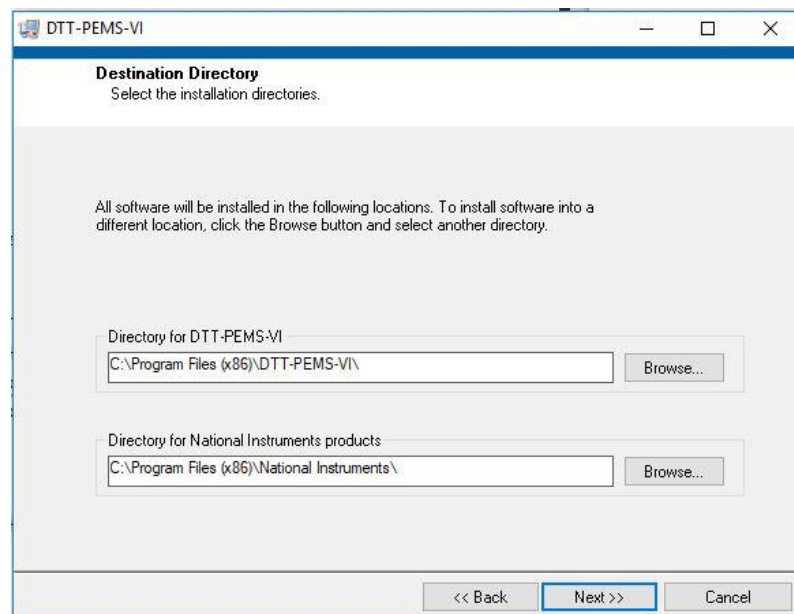 DTT-PEMS-VI
Destination Directory
Select the installation directories.
All software will be installed in the following locations. To install software into a
different location, click the Browse button and select another directory.
Directory for DTT-PEMS-VI
C:\Program Files (x86)\DTT-PEMS-VI\
Browse...
Directory for National Instruments products
C:\Program Files (x86)\National Instruments\
Browse...
<< Back
Next >>
Cancel